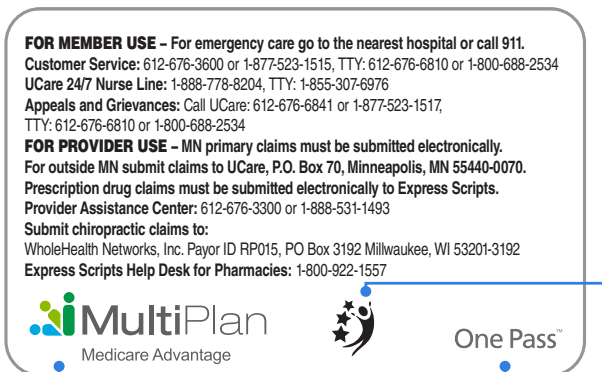 FOR MEMBER USE – For emergency care go to the nearest hospital or call 911.
Customer Service: 612-676-3600 or 1-877-523-1515, TTY: 612-676-6810 or 1-800-688-2534
UCare 24/7 Nurse Line: 1-888-778-8204, TTY: 1-855-307-6976
Appeals and Grievances: Call UCare: 612-676-6841 or 1-877-523-1517,
TTY: 612-676-6810 or 1-800-688-2534
FOR PROVIDER USE – MN primary claims must be submitted electronically.
For outside MN submit claims to UCare, P.O. Box 70, Minneapolis, MN 55440-0070.
Prescription drug claims must be submitted electronically to Express Scripts.
Provider Assistance Center: 612-676-3300 or 1-888-531-1493
Submit chiropractic claims to:
WholeHealth Networks, Inc. Payor ID RP015, PO Box 3192 Millwaukee, WI 53201-3192
Express Scripts Help Desk for Pharmacies: 1-800-922-1557
MultiPlan
Medicare Advantage
One Pass™